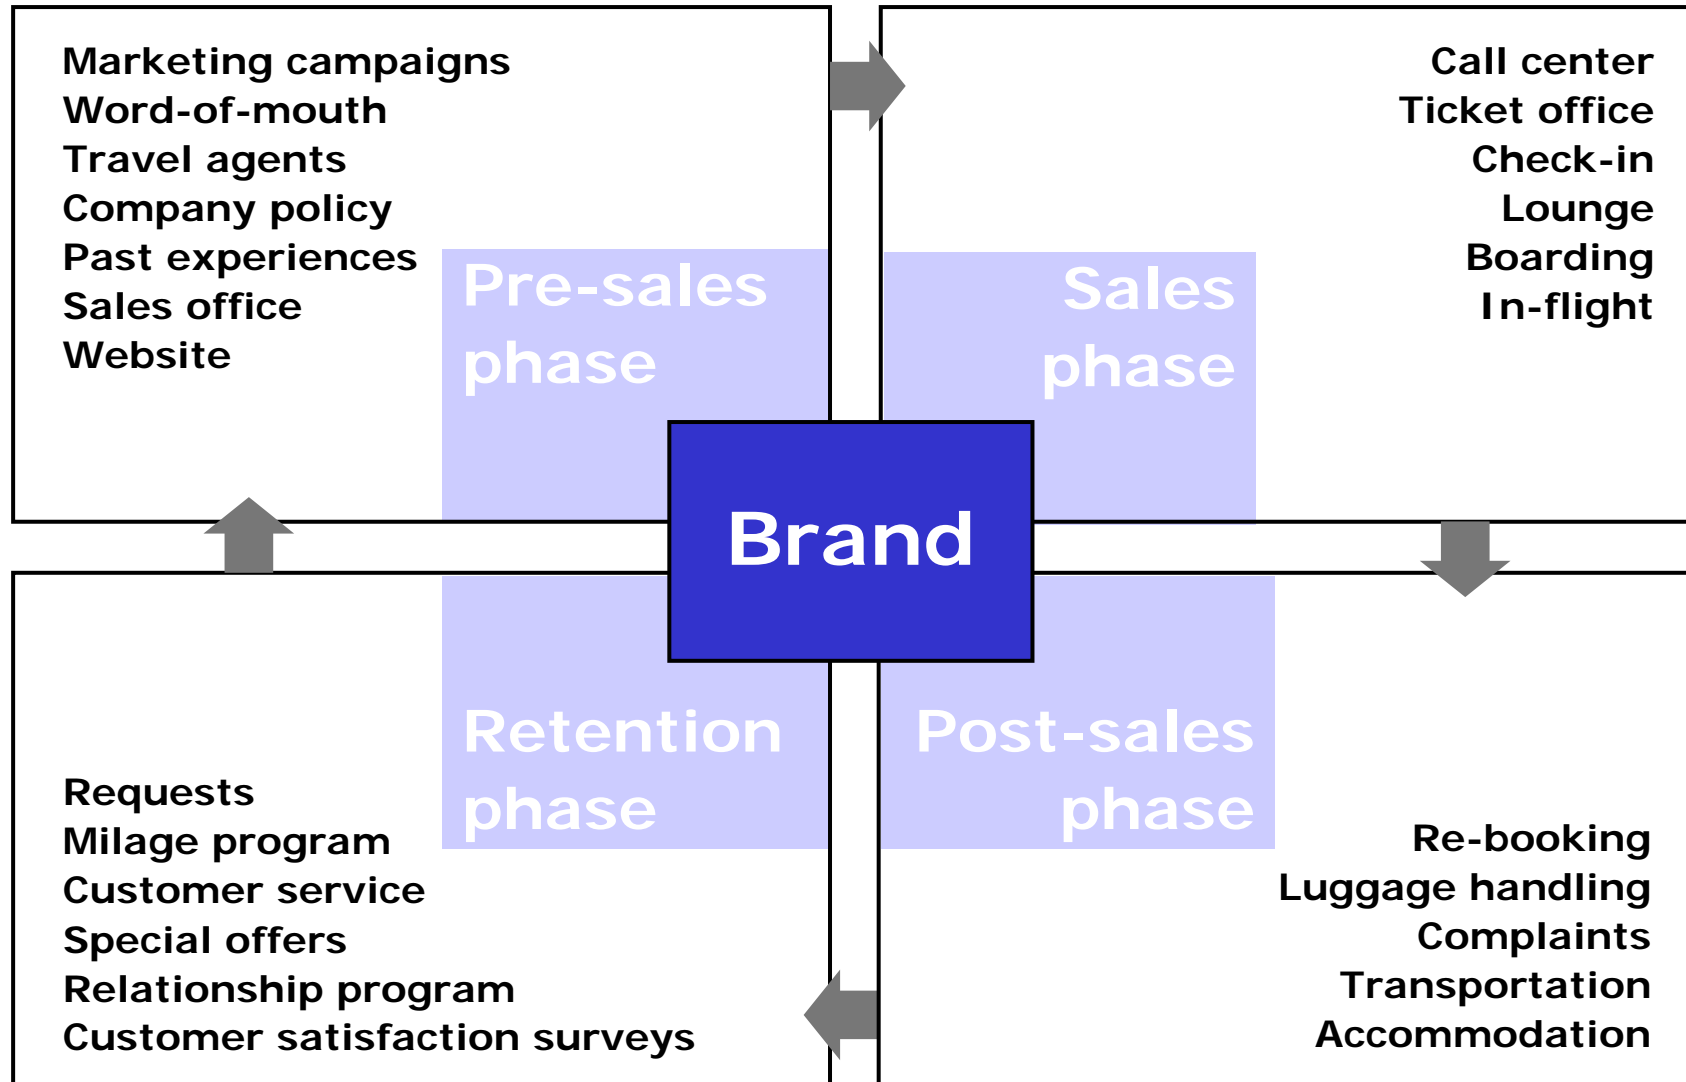 Marketing campaigns
Word-of-mouth
Travel agents
Company policy
Past experiences
Sales office
Website
Pre-sales
phase
Call center
Ticket office
Check-in
Lounge
Boarding
In-flight
Sales
phase
Brand
Retention
phase
Requests
Milage program
Customer service
Special offers
Relationship program
Customer satisfaction surveys
Post-sales
phase
Re-booking
Luggage handling
Complaints
Transportation
Accommodation